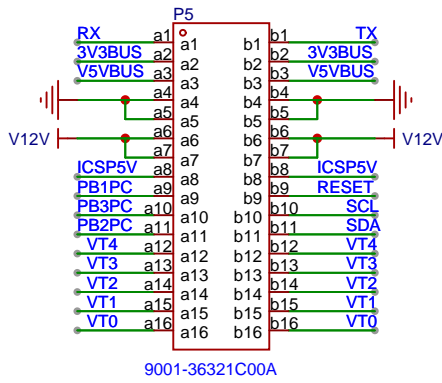 P5
RX a1 a1 b1 b1 TX
3V3BUS a2 a2 b2 b2 3V3BUS
V5VBUS a3 a3 b3 b3 V5VBUS
a4 a4 b4 b4
a5 a5 b5 b5
V12V a6 a6 b6 b6 V12V
a7 a7 b7 b7
ICSP5V a8 a8 b8 b8 ICSP5V
PB1PC a9 a9 b9 b9 RESET
PB3PC a10 a10 b10 b10 SCL
PB2PC a11 a11 b11 b11 SDA
VT4 a12 a12 b12 b12 VT4
VT3 a13 a13 b13 b13 VT3
VT2 a14 a14 b14 b14 VT2
VT1 a15 a15 b15 b15 VT1
VT0 a16 a16 b16 b16 VT0
9001-36321C00A